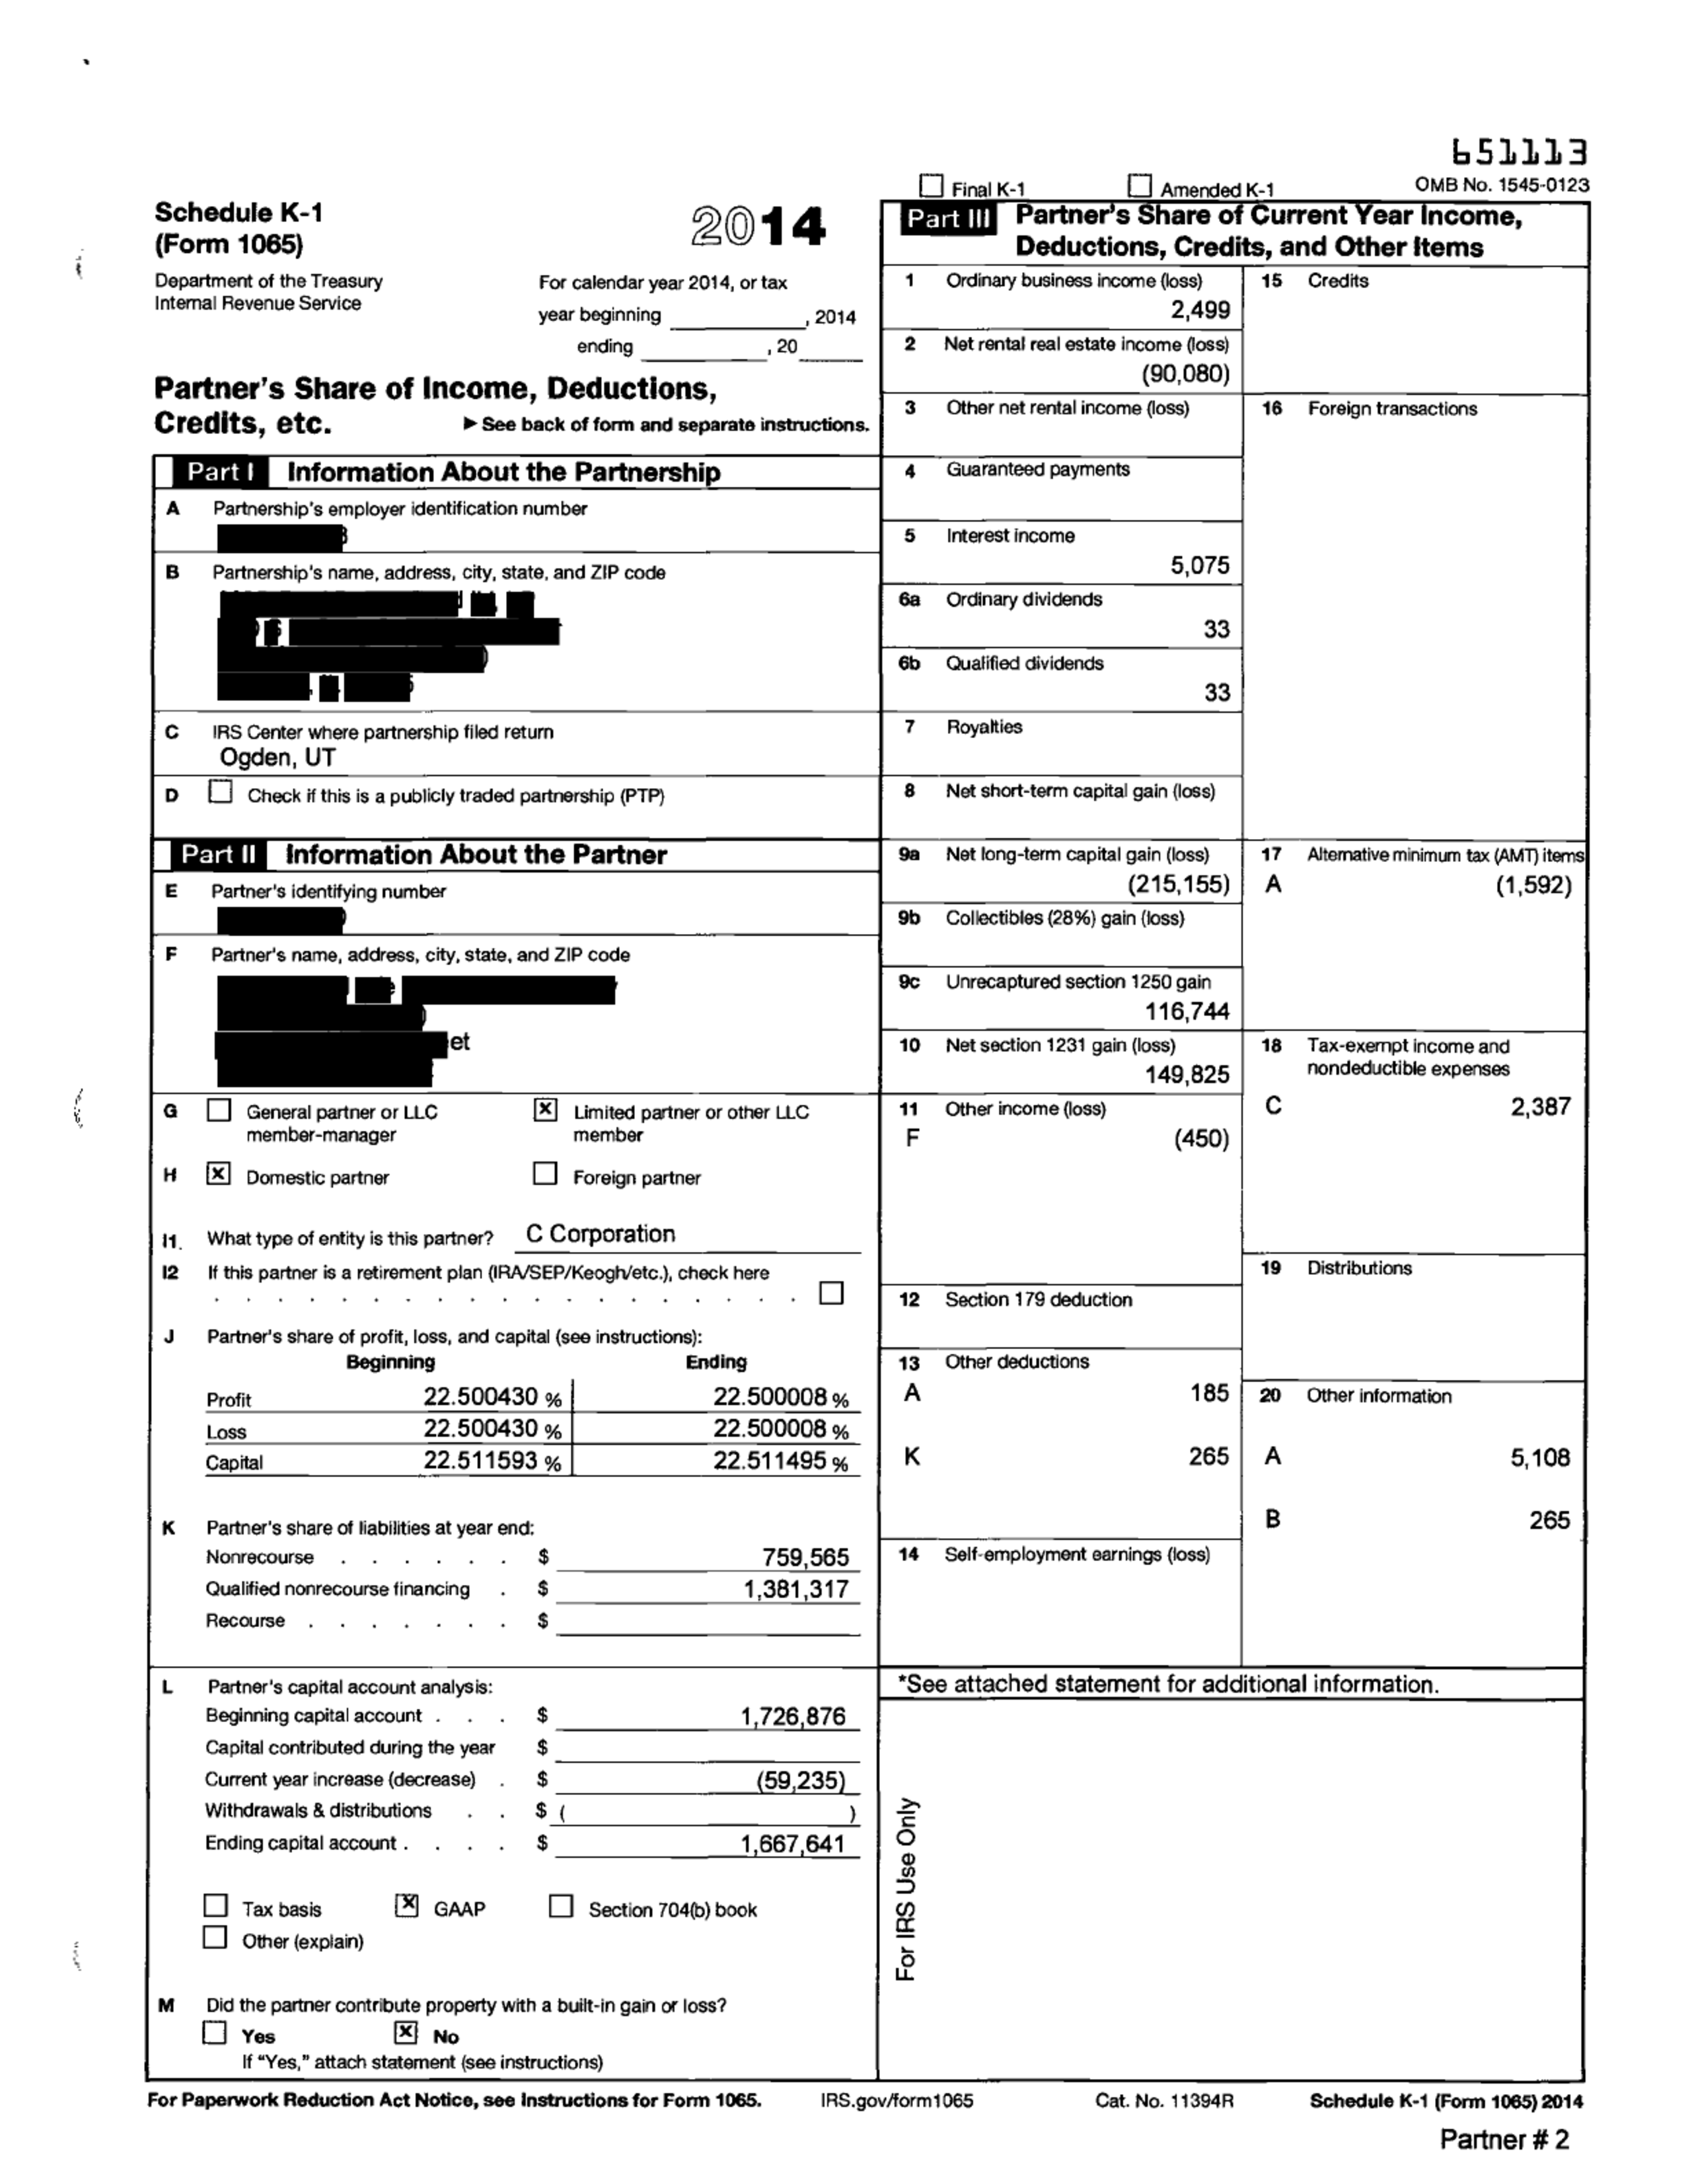 651113
OMB No. 1545-0123
Final K-1 Amended K-1
Schedule K-1
(Form 1065)
2014
Department of the Treasury
Internal Revenue Service
For calendar year 2014, or tax
year beginning , 2014
ending , 20
Partner's Share of Income, Deductions,
Credits, etc.
▶ See back of form and separate instructions.
Part I Information About the Partnership
A Partnership's employer identification number
B Partnership's name, address, city, state, and ZIP code
C IRS Center where partnership filed return
Ogden, UT
D Check if this is a publicly traded partnership (PTP)
Part II Information About the Partner
E Partner's identifying number
F Partner's name, address, city, state, and ZIP code
et
G General partner or LLC
member-manager
X Limited partner or other LLC
member
H X Domestic partner
Foreign partner
I1. What type of entity is this partner? C Corporation
I2 If this partner is a retirement plan (IRA/SEP/Keogh/etc.), check here
. . . . . . . . . . . . . . . . . . .
J Partner's share of profit, loss, and capital (see instructions):
Beginning Ending
Profit 22.500430 % 22.500008 %
Loss 22.500430 % 22.500008 %
Capital 22.511593 % 22.511495 %
K Partner's share of liabilities at year end:
Nonrecourse . . . . . . $ 759,565
Qualified nonrecourse financing . $ 1,381,317
Recourse . . . . . . . $
L Partner's capital account analysis:
Beginning capital account . . . $ 1,726,876
Capital contributed during the year $
Current year increase (decrease) . $ (59,235)
Withdrawals & distributions . . $ ( )
Ending capital account . . . . $ 1,667,641
Tax basis X GAAP Section 704(b) book
Other (explain)
M Did the partner contribute property with a built-in gain or loss?
Yes X No
If "Yes," attach statement (see instructions)
Part III Partner's Share of Current Year Income,
Deductions, Credits, and Other Items
1 Ordinary business income (loss)
2,499
2 Net rental real estate income (loss)
(90,080)
3 Other net rental income (loss)
4 Guaranteed payments
5 Interest income
5,075
6a Ordinary dividends
33
6b Qualified dividends
33
7 Royalties
8 Net short-term capital gain (loss)
9a Net long-term capital gain (loss)
(215,155)
9b Collectibles (28%) gain (loss)
9c Unrecaptured section 1250 gain
116,744
10 Net section 1231 gain (loss)
149,825
11 Other income (loss)
F (450)
12 Section 179 deduction
13 Other deductions
A 185
K 265
14 Self-employment earnings (loss)
15 Credits
16 Foreign transactions
17 Alternative minimum tax (AMT) items
A (1,592)
18 Tax-exempt income and
nondeductible expenses
C 2,387
19 Distributions
20 Other information
A 5,108
B 265
*See attached statement for additional information.
For IRS Use Only
For Paperwork Reduction Act Notice, see Instructions for Form 1065. IRS.gov/form1065 Cat. No. 11394R Schedule K-1 (Form 1065) 2014
Partner # 2